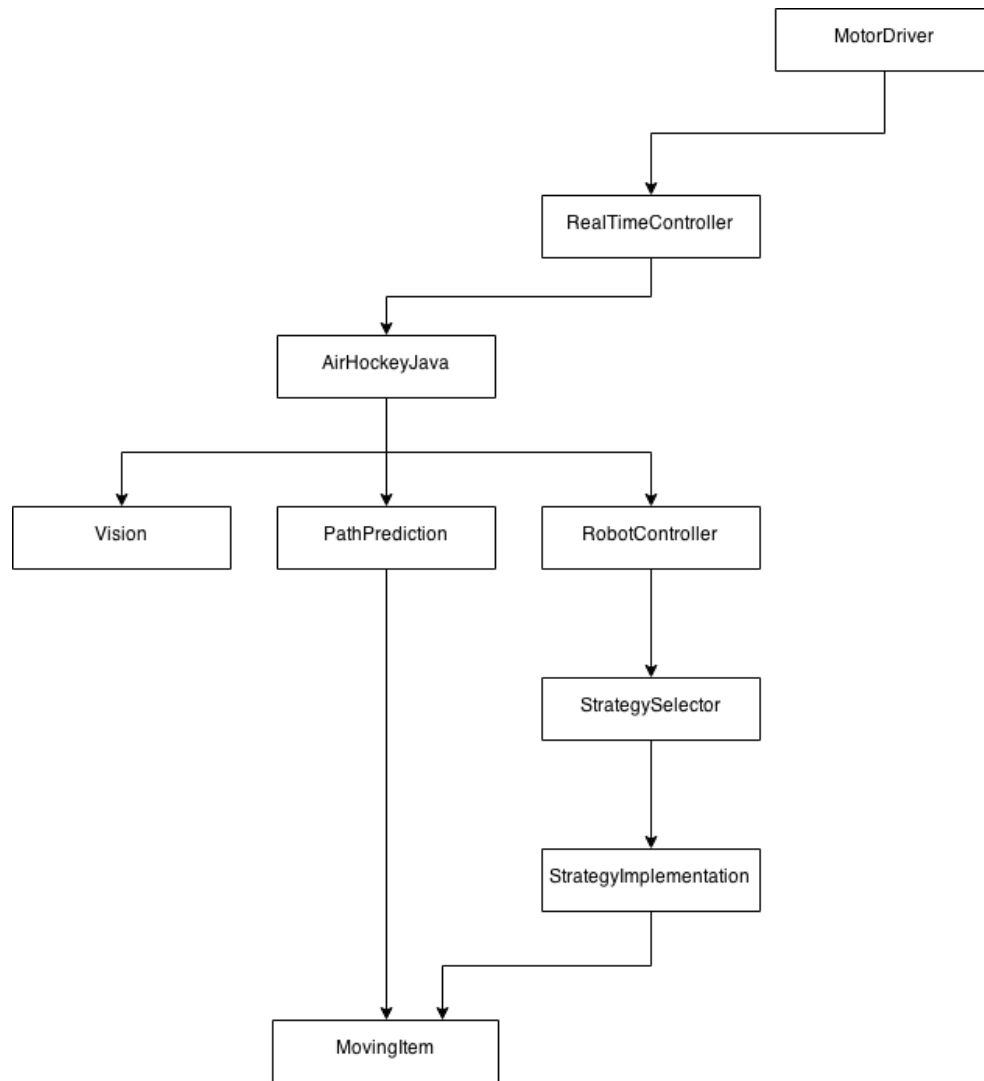 MotorDriver
RealTimeController
AirHockeyJava
Vision
PathPrediction
RobotController
StrategySelector
StrategyImplementation
MovingItem